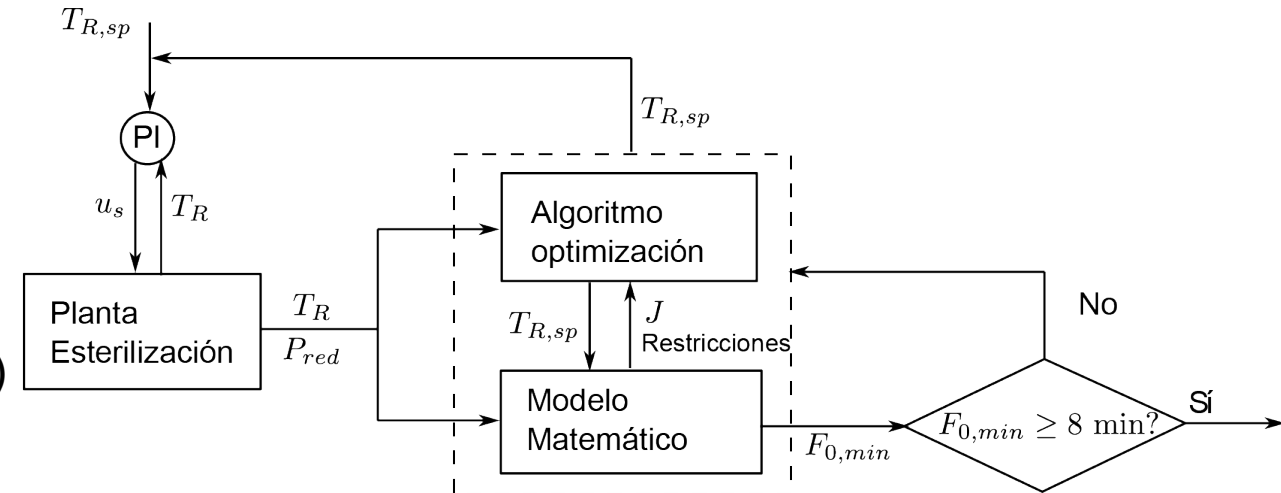 T_{R,sp}
PI
u_s
T_R
T_{R,sp}
Planta
Esterilización
)
T_R
P_{red}
Algoritmo
optimización
T_{R,sp}
J
Restricciones
Modelo
Matemático
F_{0,min}
F_{0,min} ≥ 8 min?
No
Sí